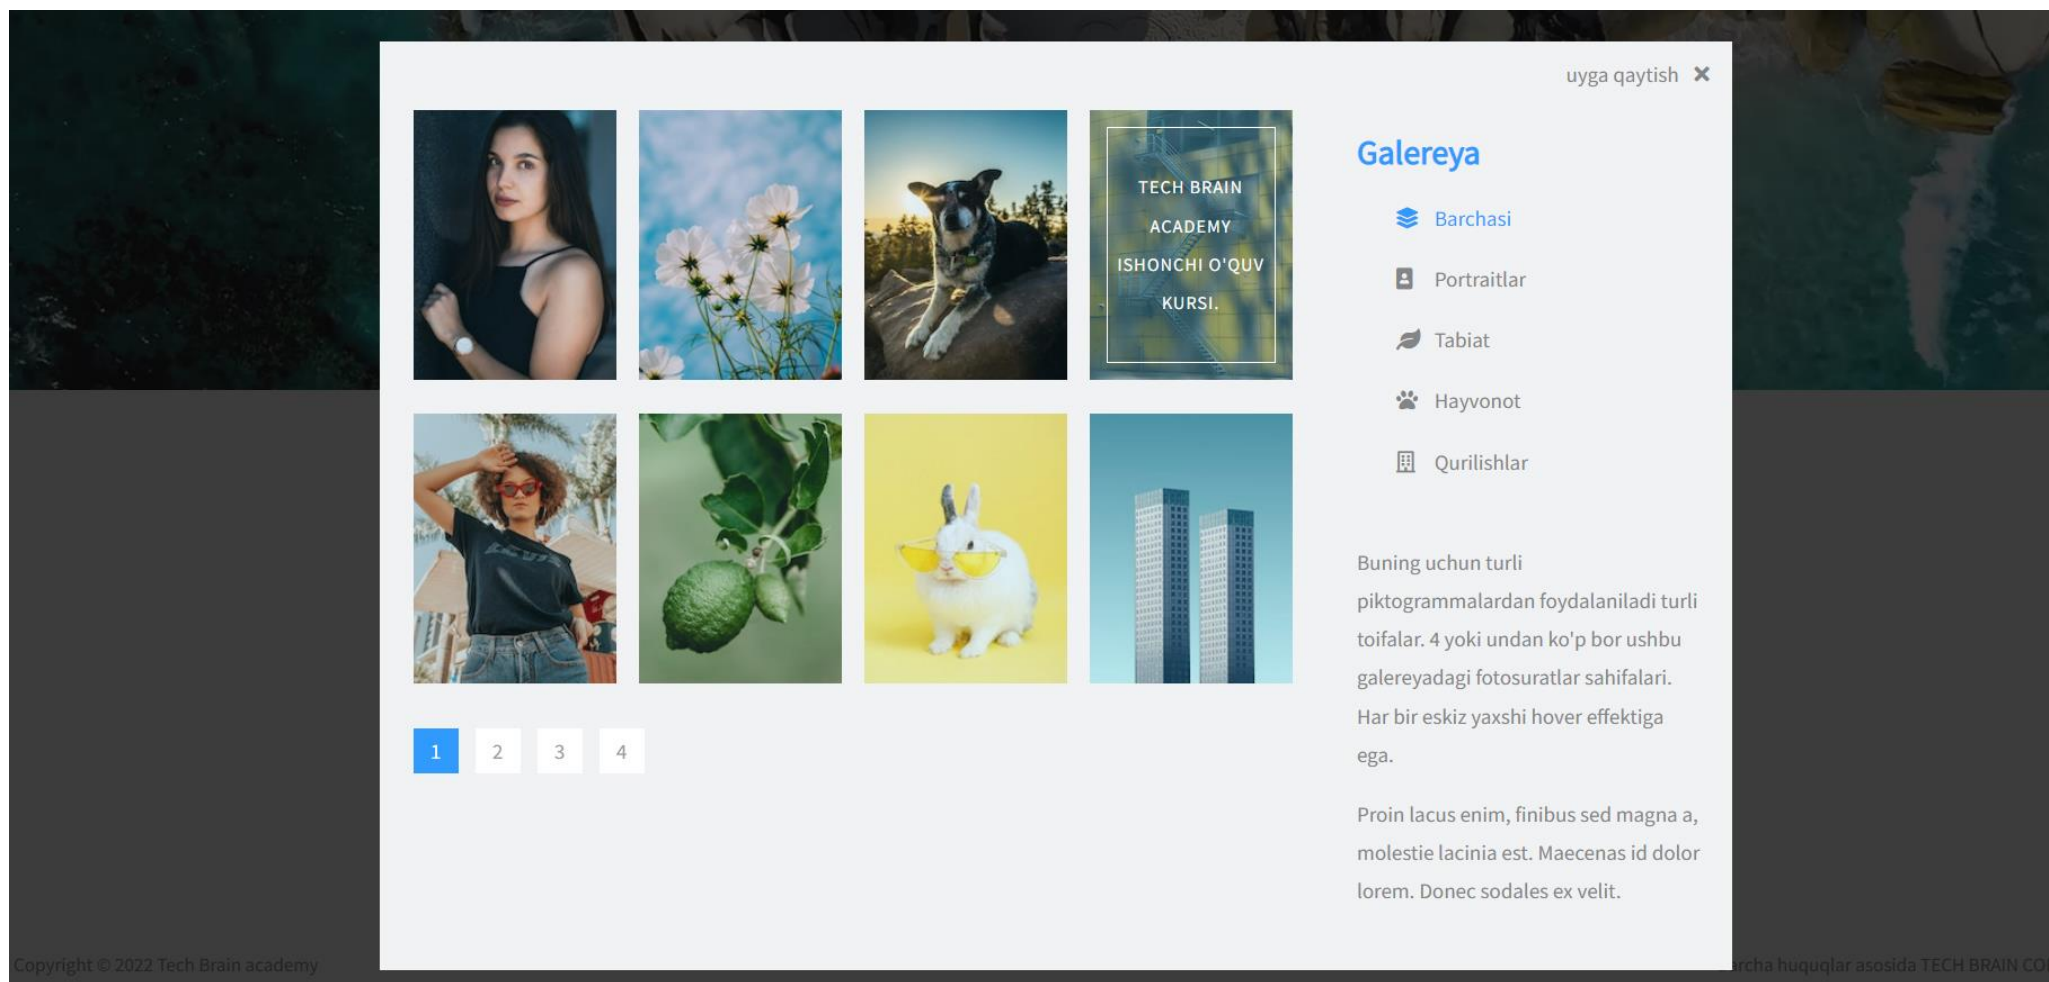 uyga qaytish
TECH BRAIN
ACADEMY
ISHONCHI O'QUV
KURSI.
Galereya
Barchasi
Portraitlar
Tabiat
Hayvonot
Qurilishlar
Buning uchun turli
piktogrammalardan foydalaniladi turli
toifalar. 4 yoki undan ko'p bor ushbu
galereyadagi fotosuratlar sahifalari.
Har bir eskiz yaxshi hover effektiga
ega.
Proin lacus enim, finibus sed magna a,
molestie lacinia est. Maecenas id dolor
lorem. Donec sodales ex velit.
1 2 3 4
Copyright © 2022 Tech Brain academy
huquqlar asosida TECH BRAIN